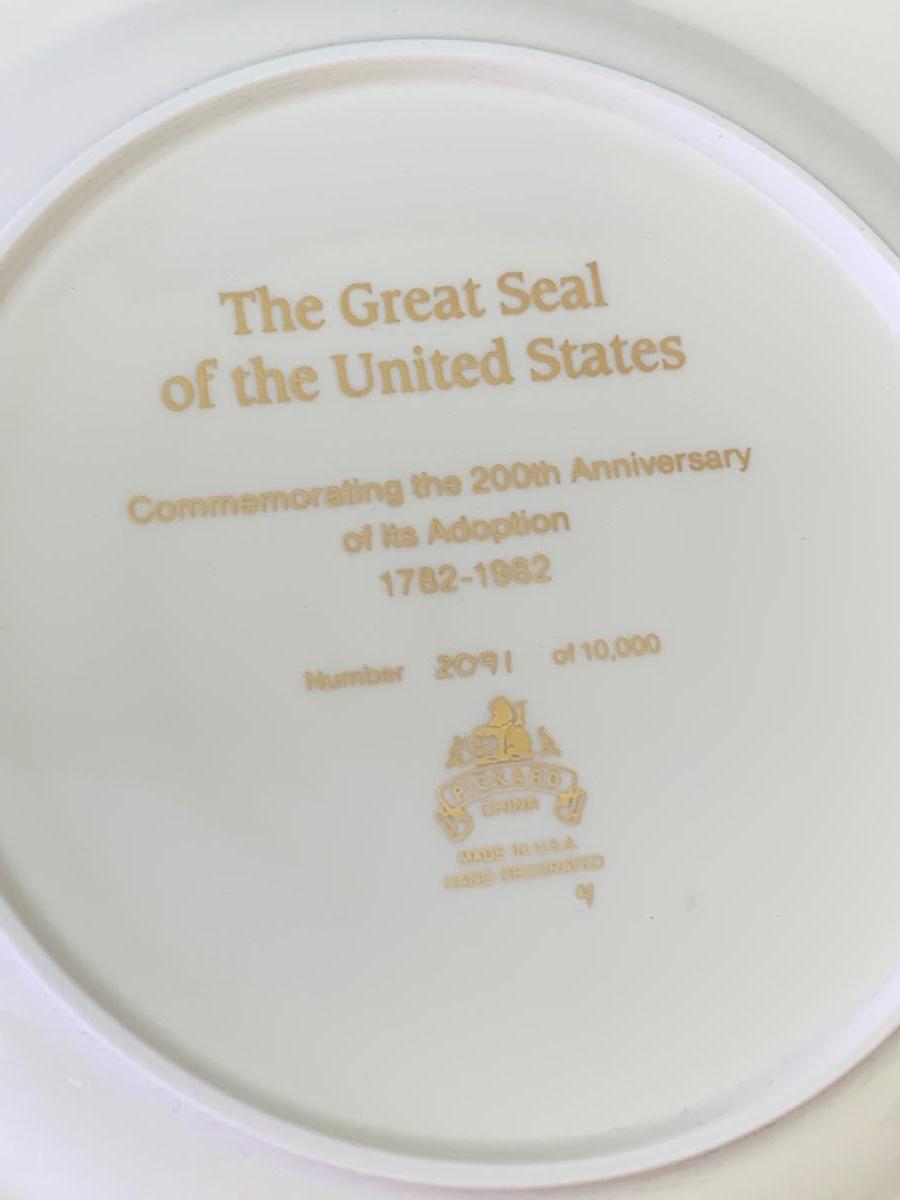 The Great Seal
of the United States
Commemorating the 200th Anniversary
of its Adoption
1782-1982
Number 2091 of 10,000
PICKARD
CHINA
MADE IN U.S.A.
HAND DECORATED